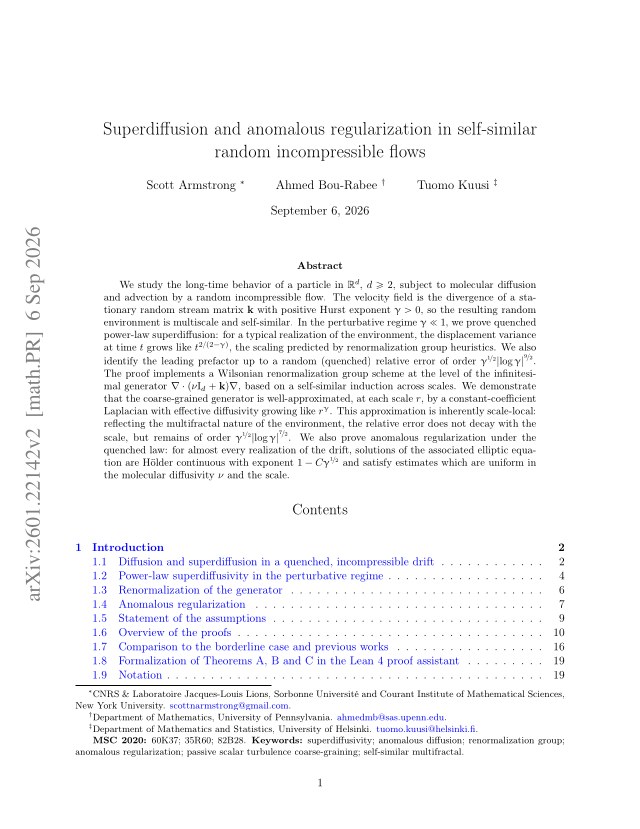 Superdiffusion and anomalous regularization in self-similar
random incompressible flows
Scott Armstrong * Ahmed Bou-Rabee † Tuomo Kuusi ‡
September 6, 2026
Abstract
We study the long-time behavior of a particle in ℝᵈ, d ⩾ 2, subject to molecular diffusion
and advection by a random incompressible flow. The velocity field is the divergence of a sta-
tionary random stream matrix k with positive Hurst exponent γ > 0, so the resulting random
environment is multiscale and self-similar. In the perturbative regime γ ≪ 1, we prove quenched
power-law superdiffusion: for a typical realization of the environment, the displacement variance
at time t grows like t^{2/(2−γ)}, the scaling predicted by renormalization group heuristics. We also
identify the leading prefactor up to a random (quenched) relative error of order γ^{1/2}|log γ|^{9/2}.
The proof implements a Wilsonian renormalization group scheme at the level of the infinitesi-
mal generator ∇ · (νI_d + k)∇, based on a self-similar induction across scales. We demonstrate
that the coarse-grained generator is well-approximated, at each scale r, by a constant-coefficient
Laplacian with effective diffusivity growing like r^γ. This approximation is inherently scale-local:
reflecting the multifractal nature of the environment, the relative error does not decay with the
scale, but remains of order γ^{1/2}|log γ|^{7/2}. We also prove anomalous regularization under the
quenched law: for almost every realization of the drift, solutions of the associated elliptic equation
are Hölder continuous with exponent 1 − Cγ^{1/2} and satisfy estimates which are uniform in
the molecular diffusivity ν and the scale.
Contents
1 Introduction 2
1.1 Diffusion and superdiffusion in a quenched, incompressible drift . . . . . . . . . . . . 2
1.2 Power-law superdiffusivity in the perturbative regime . . . . . . . . . . . . . . . . . . 4
1.3 Renormalization of the generator . . . . . . . . . . . . . . . . . . . . . . . . . . . . . 6
1.4 Anomalous regularization . . . . . . . . . . . . . . . . . . . . . . . . . . . . . . . . . 7
1.5 Statement of the assumptions . . . . . . . . . . . . . . . . . . . . . . . . . . . . . . . 9
1.6 Overview of the proofs . . . . . . . . . . . . . . . . . . . . . . . . . . . . . . . . . . . 10
1.7 Comparison to the borderline case and previous works . . . . . . . . . . . . . . . . . 16
1.8 Formalization of Theorems A, B and C in the Lean 4 proof assistant . . . . . . . . . 19
1.9 Notation . . . . . . . . . . . . . . . . . . . . . . . . . . . . . . . . . . . . . . . . . . . 19
*CNRS & Laboratoire Jacques-Louis Lions, Sorbonne Université and Courant Institute of Mathematical Sciences,
New York University. scottnarmstrong@gmail.com.
†Department of Mathematics, University of Pennsylvania. ahmedmb@sas.upenn.edu.
‡Department of Mathematics and Statistics, University of Helsinki. tuomo.kuusi@helsinki.fi.
MSC 2020: 60K37; 35R60; 82B28. Keywords: superdiffusivity; anomalous diffusion; renormalization group;
anomalous regularization; passive scalar turbulence coarse-graining; self-similar multifractal.
1
arXiv:2601.22142v2 [math.PR] 6 Sep 2026